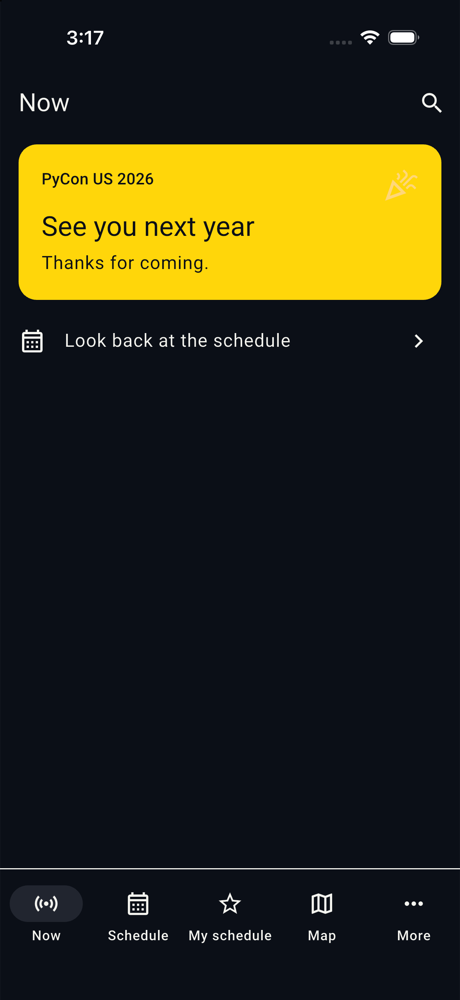 3:17
Now
PyCon US 2026
See you next year
Thanks for coming.
Look back at the schedule
Now
Schedule
My schedule
Map
More